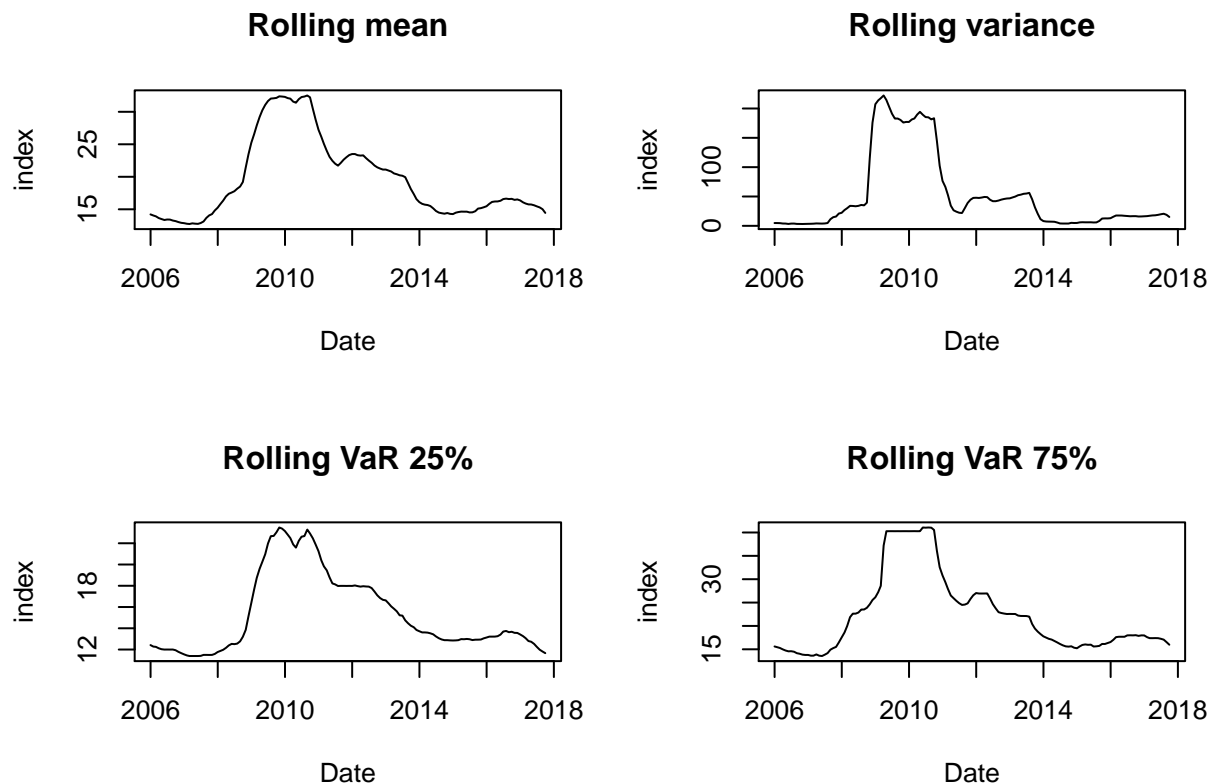 Rolling mean
index
15
25
2006
2010
2014
2018
Date
Rolling variance
index
0
100
2006
2010
2014
2018
Date
Rolling VaR 25%
index
12
18
2006
2010
2014
2018
Date
Rolling VaR 75%
index
15
30
2006
2010
2014
2018
Date